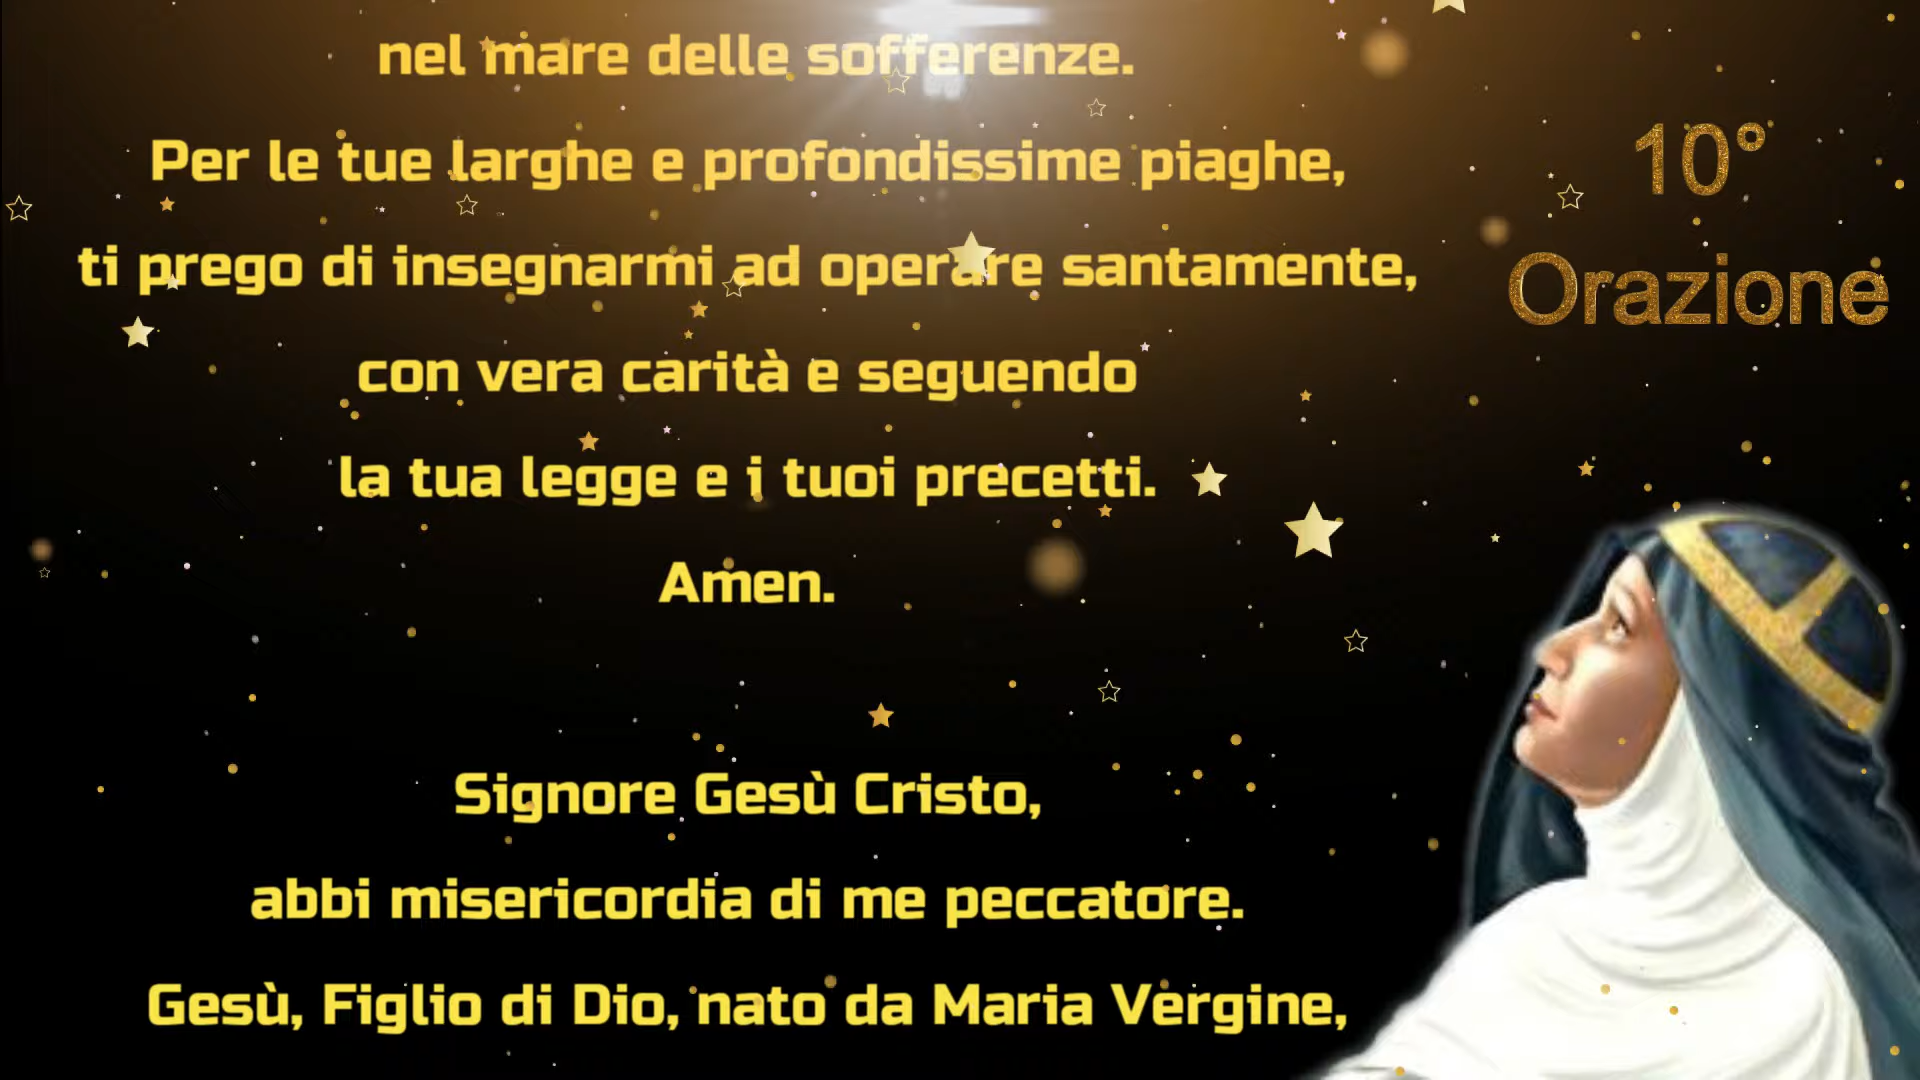 nel mare delle sofferenze.
Per le tue larghe e profondissime piaghe,
ti prego di insegnarmi ad operare santamente,
con vera carità e seguendo
la tua legge e i tuoi precetti.
Amen.
Signore Gesù Cristo,
abbi misericordia di me peccatore.
Gesù, Figlio di Dio, nato da Maria Vergine,
10°
Orazione